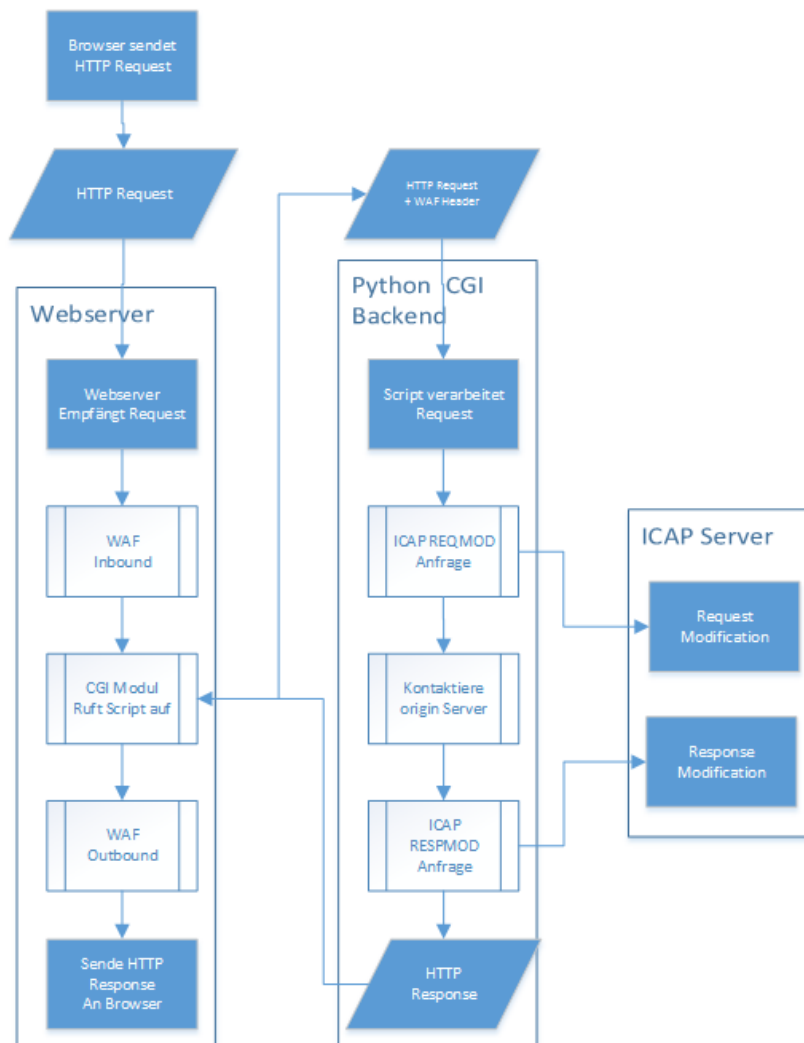 Browser sendet
HTTP Request
HTTP Request
HTTP Request
+ WAF Header
Webserver
Python CGI
Backend
Webserver
Empfängt Request
Script verarbeitet
Request
WAF
Inbound
ICAP REQMOD
Anfrage
ICAP Server
Request
Modification
CGI Modul
Ruft Script auf
Kontaktiere
origin Server
Response
Modification
WAF
Outbound
ICAP
RESPMOD
Anfrage
Sende HTTP
Response
An Browser
HTTP
Response